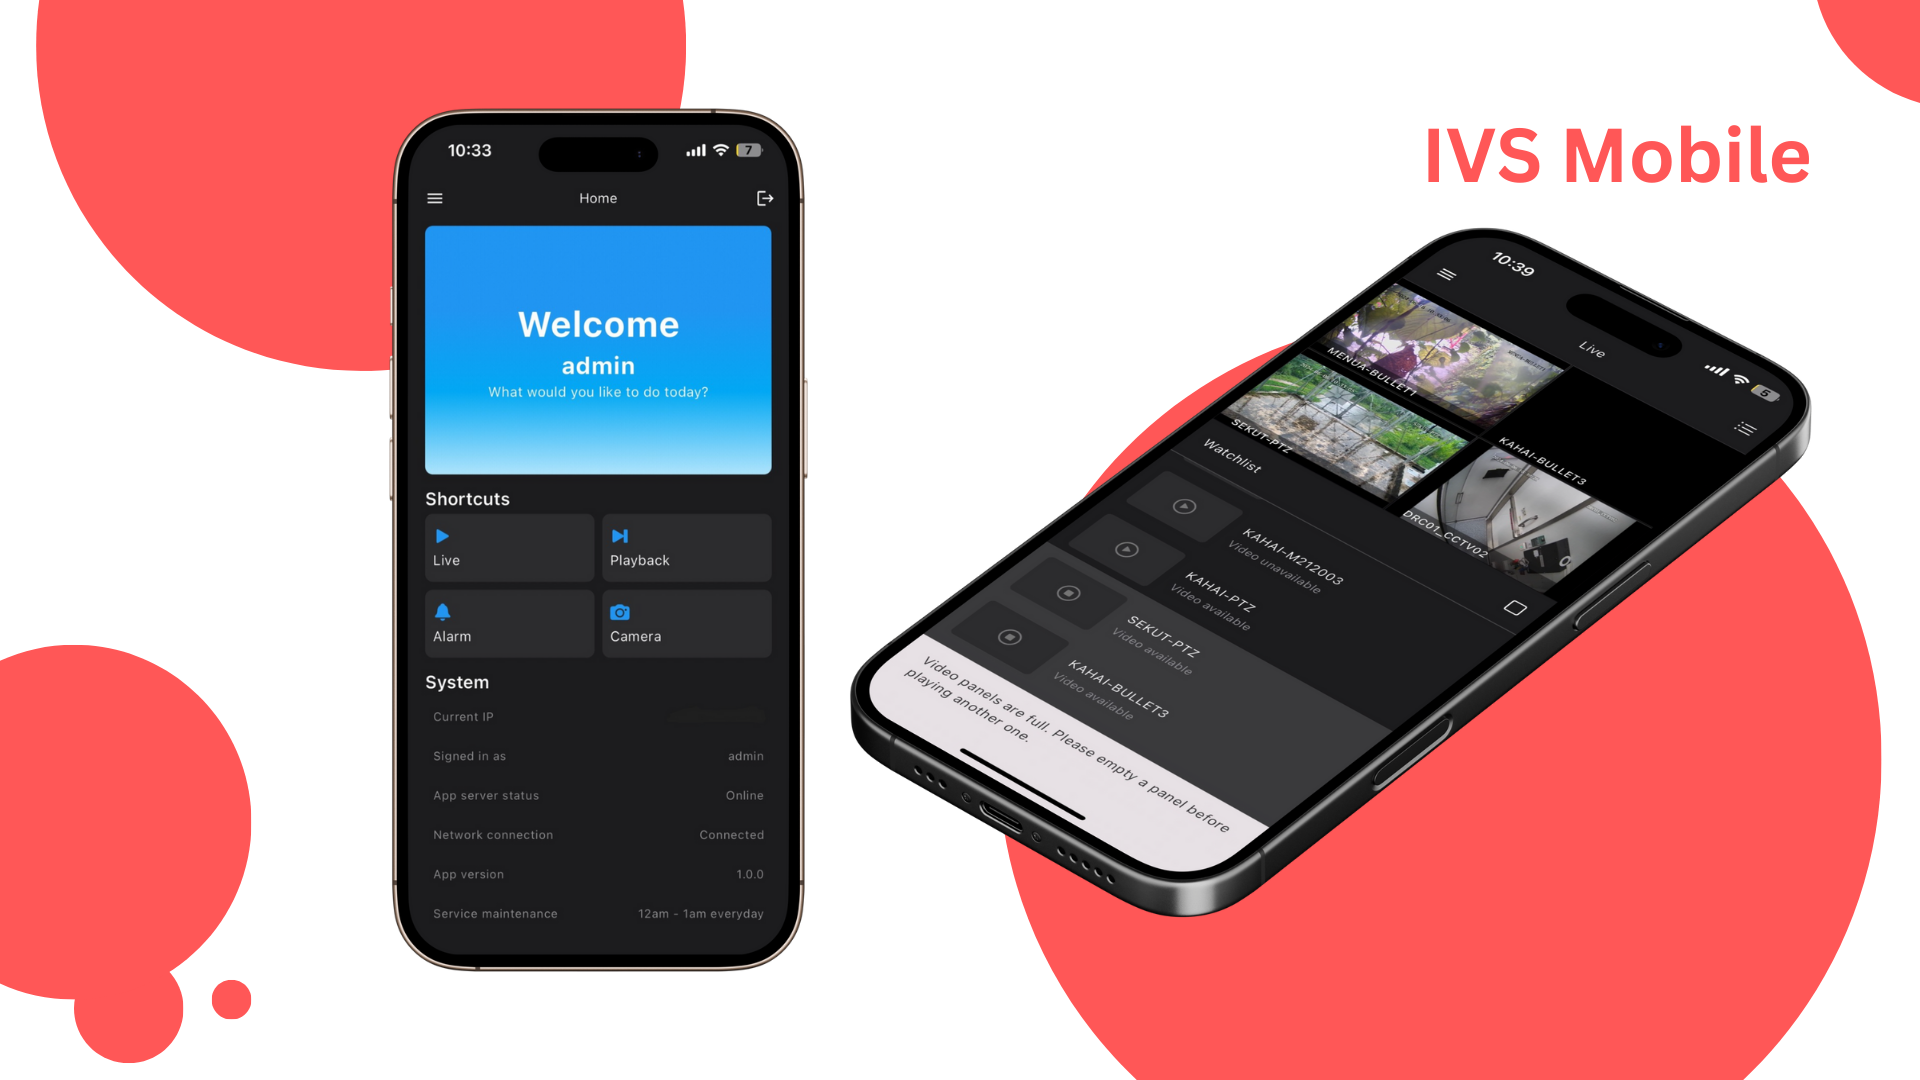 IVS Mobile
10:33
7
Home
Welcome
admin
What would you like to do today?
Shortcuts
Live
Playback
Alarm
Camera
System
Current IP
Signed in as
admin
App server status
Online
Network connection
Connected
App version
1.0.0
Service maintenance
12am - 1am everyday
10:39
5
Live
MENUA-BULLET1
KAHAI-BULLET3
SEKUT-PTZ
DRC01_CCTV02
Watchlist
KAHAI-M212003
Video unavailable
KAHAI-PTZ
Video available
SEKUT-PTZ
Video available
KAHAI-BULLET3
Video available
Video panels are full. Please empty a panel before
playing another one.